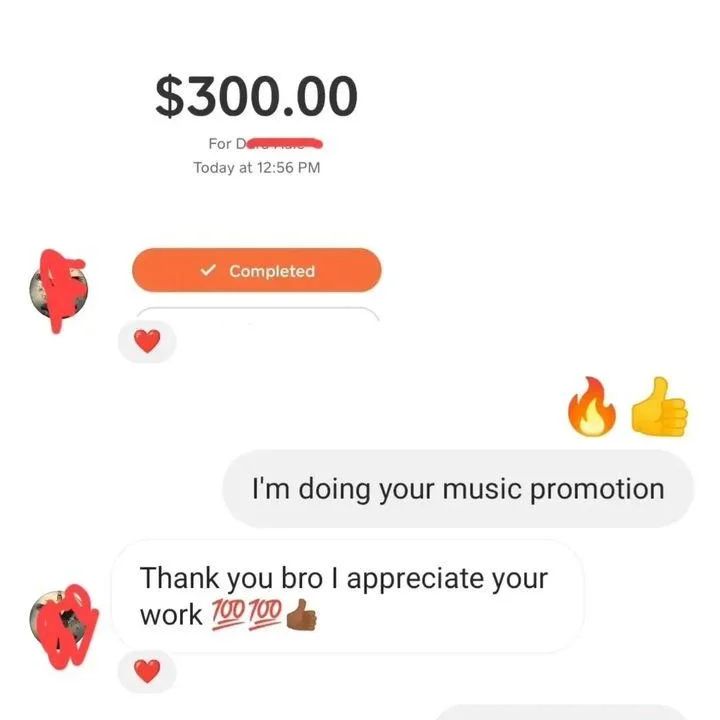 $300.00
For
Today at 12:56 PM
✓ Completed
❤️
🔥👍
I'm doing your music promotion
Thank you bro I appreciate your
work 💯💯👍🏾
❤️